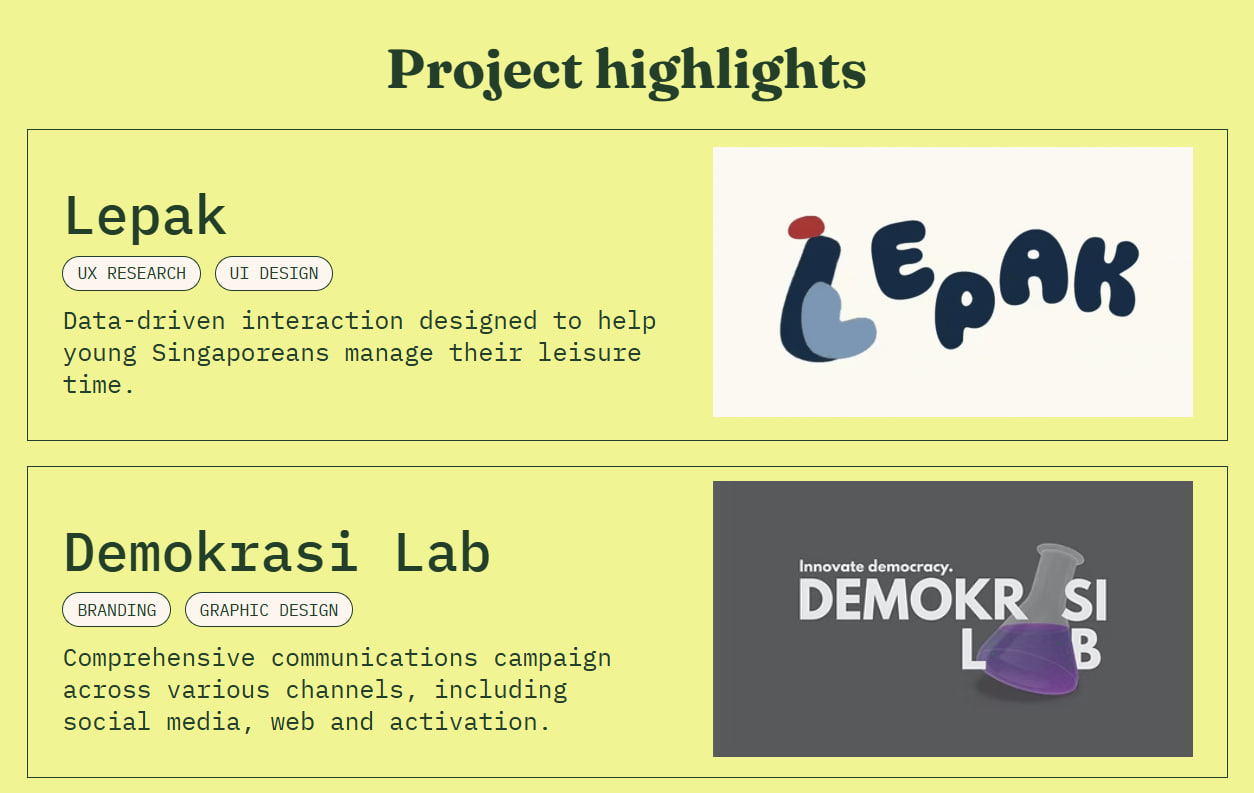 Project highlights
Lepak
UX RESEARCH
UI DESIGN
Data-driven interaction designed to help
young Singaporeans manage their leisure
time.
LEPAK
Demokrasi Lab
BRANDING
GRAPHIC DESIGN
Comprehensive communications campaign
across various channels, including
social media, web and activation.
Innovate democracy.
DEMOKRASI
LAB